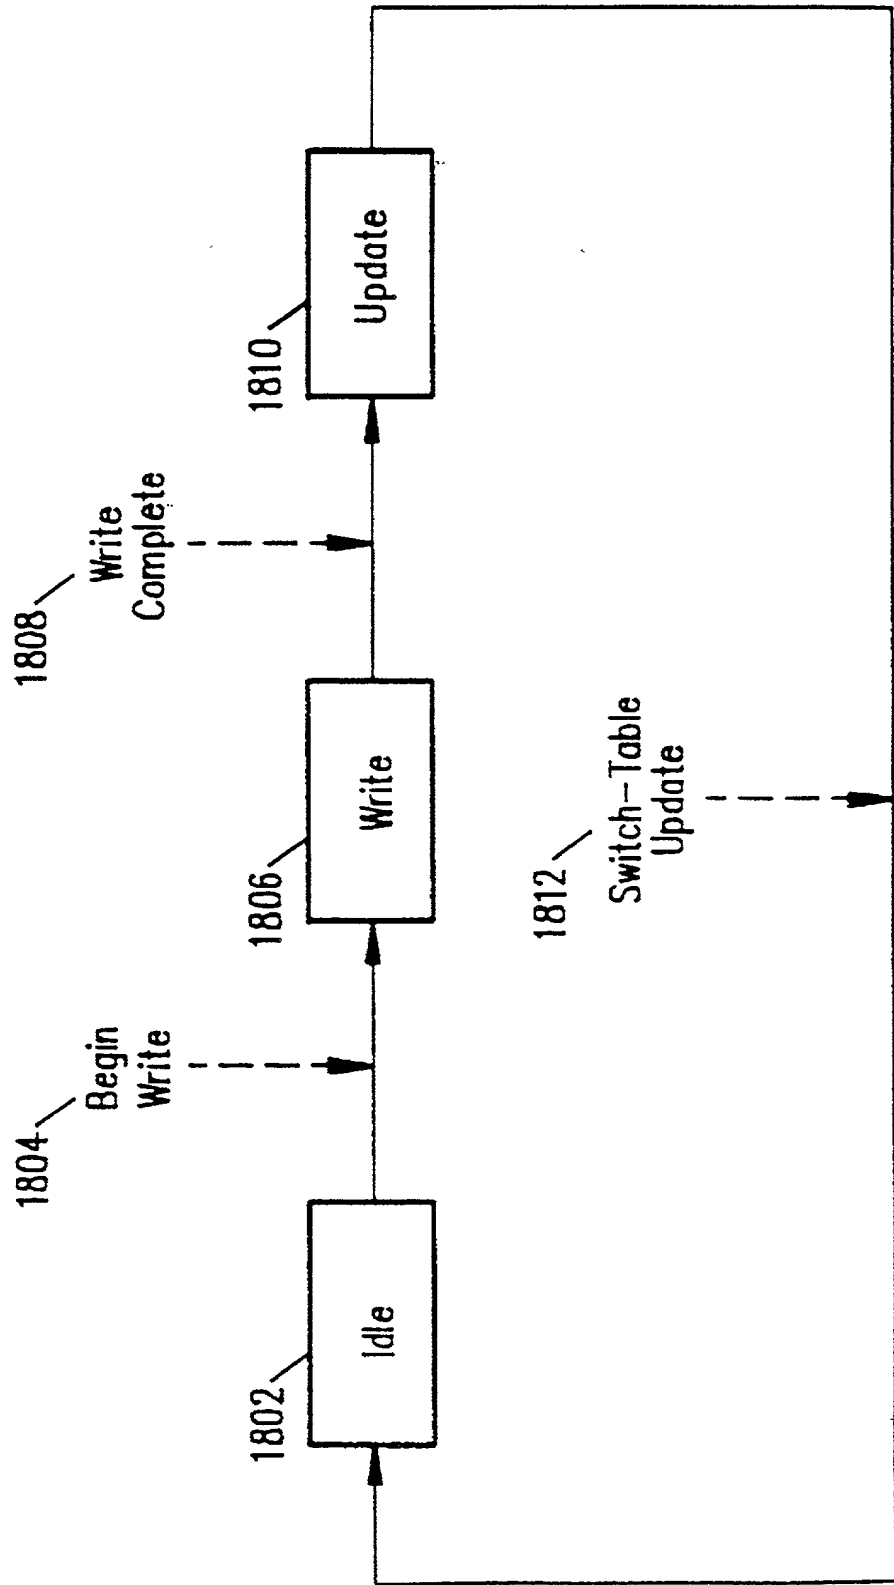 1804
Begin
Write
1808
Write
Complete
1802
Idle
1806
Write
1810
Update
1812
Switch-Table
Update